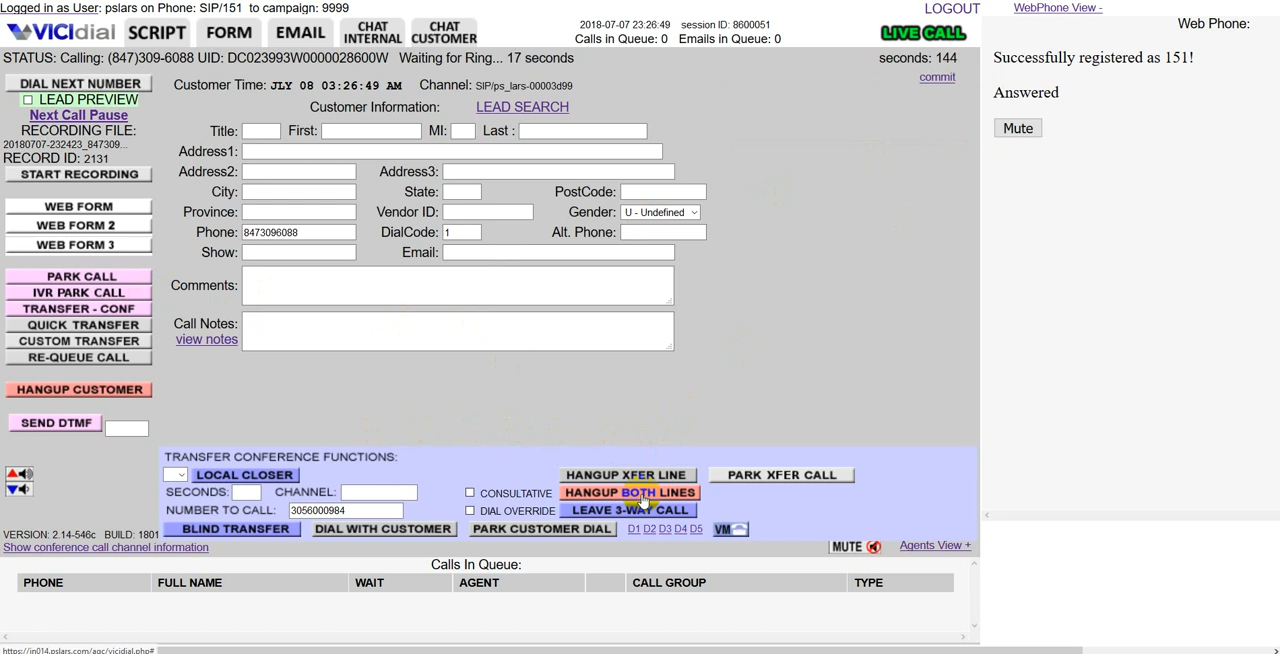 Logged in as User: pslars on Phone: SIP/151 to campaign: 9999 LOGOUT WebPhone View -
VICIdial SCRIPT FORM EMAIL CHAT INTERNAL CHAT CUSTOMER 2018-07-07 23:26:49 session ID: 8600051 LIVE CALL Web Phone:
Calls in Queue: 0 Emails in Queue: 0
STATUS: Calling: (847)309-6088 UID: DC023993W0000028600W Waiting for Ring... 17 seconds seconds: 144 Successfully registered as 151!
DIAL NEXT NUMBER Customer Time: JLY 08 03:26:49 AM Channel: SIP/ps_lars-00003d99 commit
LEAD PREVIEW Answered
Next Call Pause Customer Information: LEAD SEARCH
RECORDING FILE: Title: First: MI: Last : Mute
20180707-232423_847309...
RECORD ID: 2131 Address1:
START RECORDING Address2: Address3:
City: State: PostCode:
WEB FORM Province: Vendor ID: Gender: U - Undefined
WEB FORM 2 Phone: 8473096088 DialCode: 1 Alt. Phone:
WEB FORM 3 Show: Email:
PARK CALL Comments:
IVR PARK CALL
TRANSFER - CONF
QUICK TRANSFER Call Notes:
CUSTOM TRANSFER view notes
RE-QUEUE CALL
HANGUP CUSTOMER
SEND DTMF
TRANSFER CONFERENCE FUNCTIONS:
LOCAL CLOSER HANGUP XFER LINE PARK XFER CALL
SECONDS: CHANNEL: CONSULTATIVE HANGUP BOTH LINES
NUMBER TO CALL: 3056000984 DIAL OVERRIDE LEAVE 3-WAY CALL
BLIND TRANSFER DIAL WITH CUSTOMER PARK CUSTOMER DIAL D1 D2 D3 D4 D5 VM
VERSION: 2.14-546c BUILD: 1801
Show conference call channel information MUTE Agents View +
Calls In Queue:
PHONE FULL NAME WAIT AGENT CALL GROUP TYPE
https://in014.pslars.com/agc/vicidial.php#